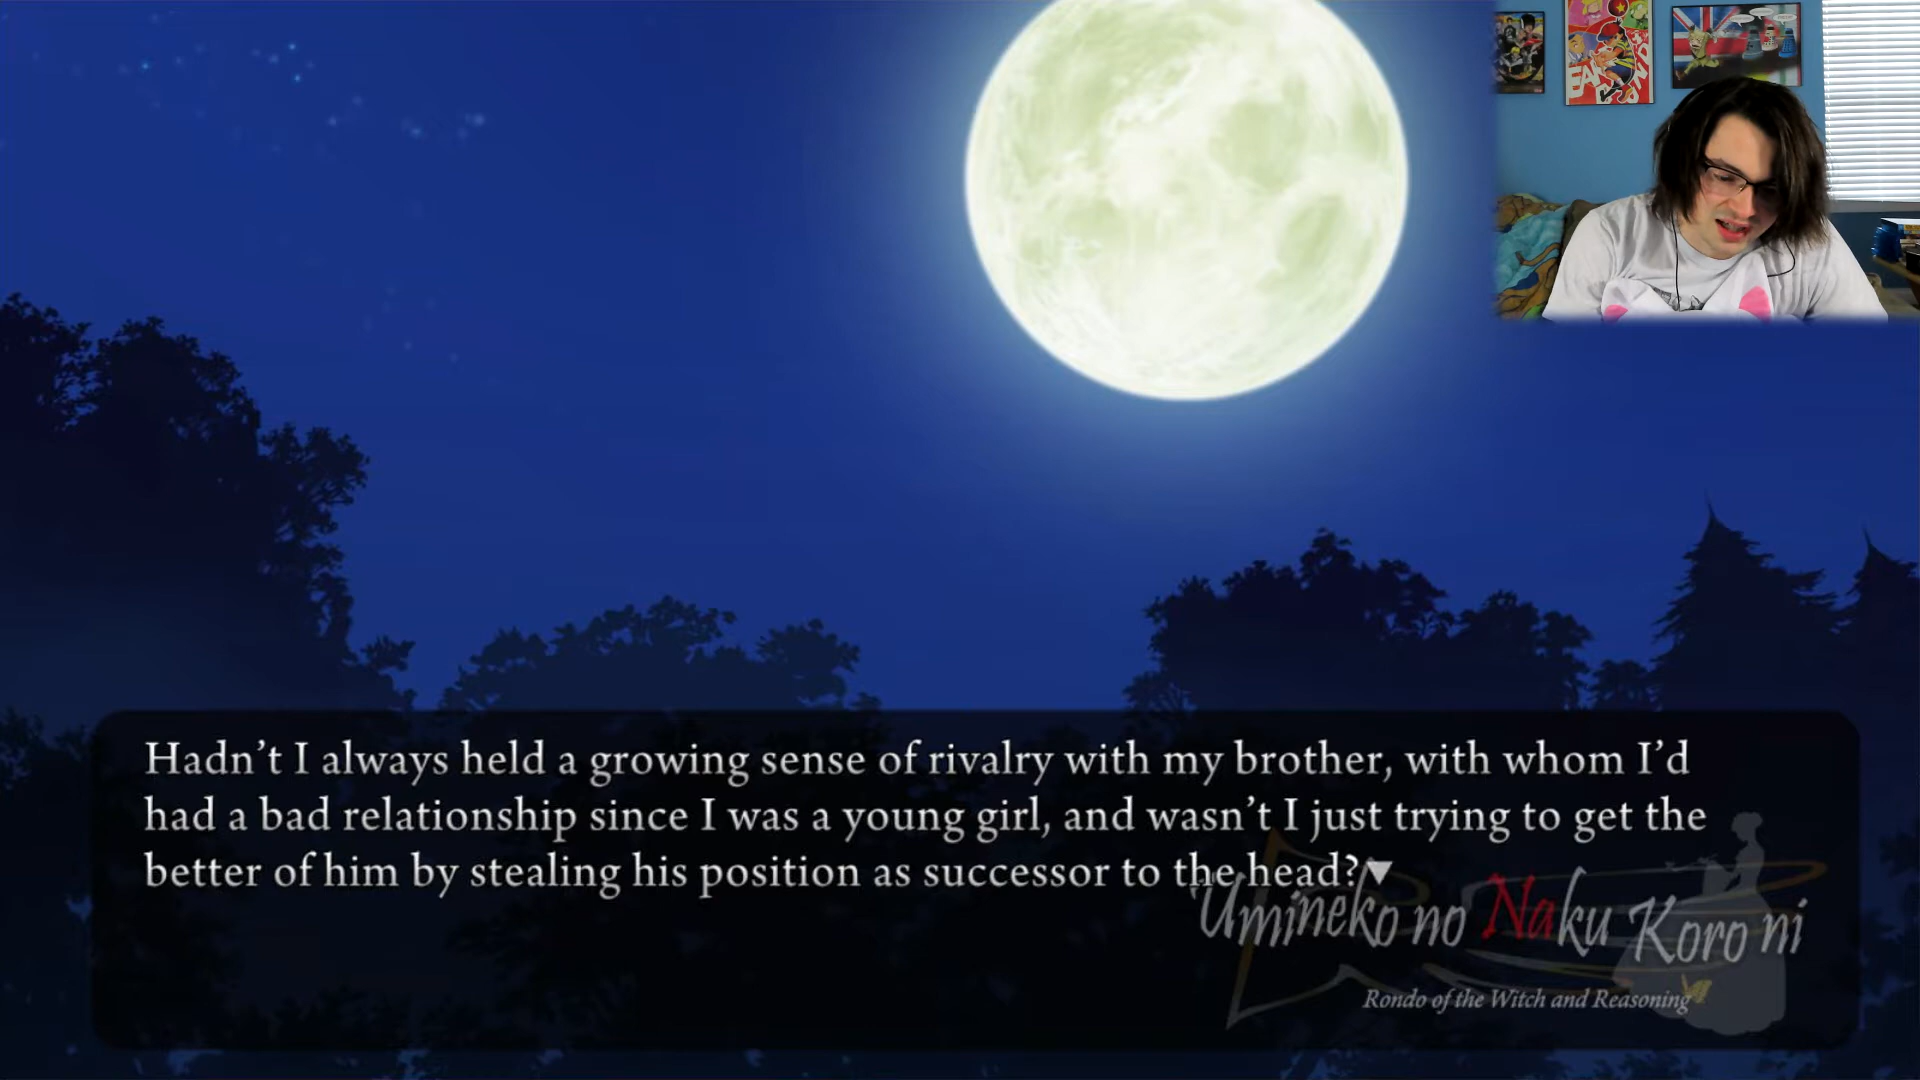 Hadn't I always held a growing sense of rivalry with my brother, with whom I'd
had a bad relationship since I was a young girl, and wasn't I just trying to get the
better of him by stealing his position as successor to the head?
Umineko no Naku Koro ni
Rondo of the Witch and Reasoning